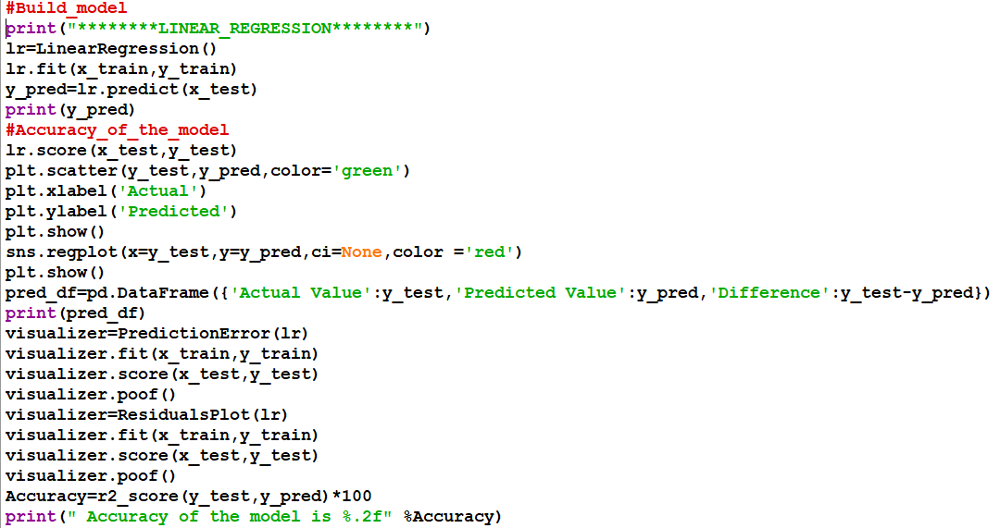 #Build_model
print("********LINEAR_REGRESSION********")
lr=LinearRegression()
lr.fit(x_train,y_train)
y_pred=lr.predict(x_test)
print(y_pred)
#Accuracy_of_the_model
lr.score(x_test,y_test)
plt.scatter(y_test,y_pred,color='green')
plt.xlabel('Actual')
plt.ylabel('Predicted')
plt.show()
sns.regplot(x=y_test,y=y_pred,ci=None,color ='red')
plt.show()
pred_df=pd.DataFrame({'Actual Value':y_test,'Predicted Value':y_pred,'Difference':y_test-y_pred})
print(pred_df)
visualizer=PredictionError(lr)
visualizer.fit(x_train,y_train)
visualizer.score(x_test,y_test)
visualizer.poof()
visualizer=ResidualsPlot(lr)
visualizer.fit(x_train,y_train)
visualizer.score(x_test,y_test)
visualizer.poof()
Accuracy=r2_score(y_test,y_pred)*100
print(" Accuracy of the model is %.2f" %Accuracy)